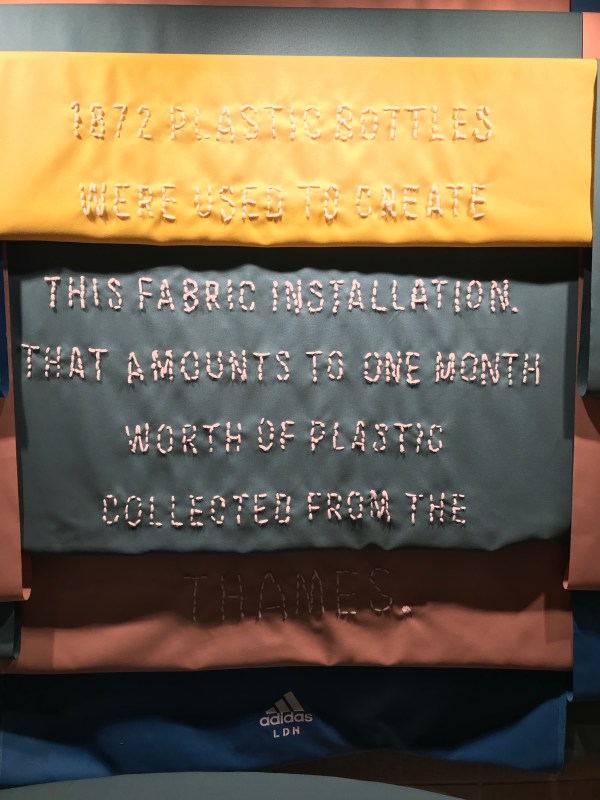 1872 PLASTIC BOTTLES
WERE USED TO CREATE
THIS FABRIC INSTALLATION.
THAT AMOUNTS TO ONE MONTH
WORTH OF PLASTIC
COLLECTED FROM THE
THAMES.
adidas
LDN